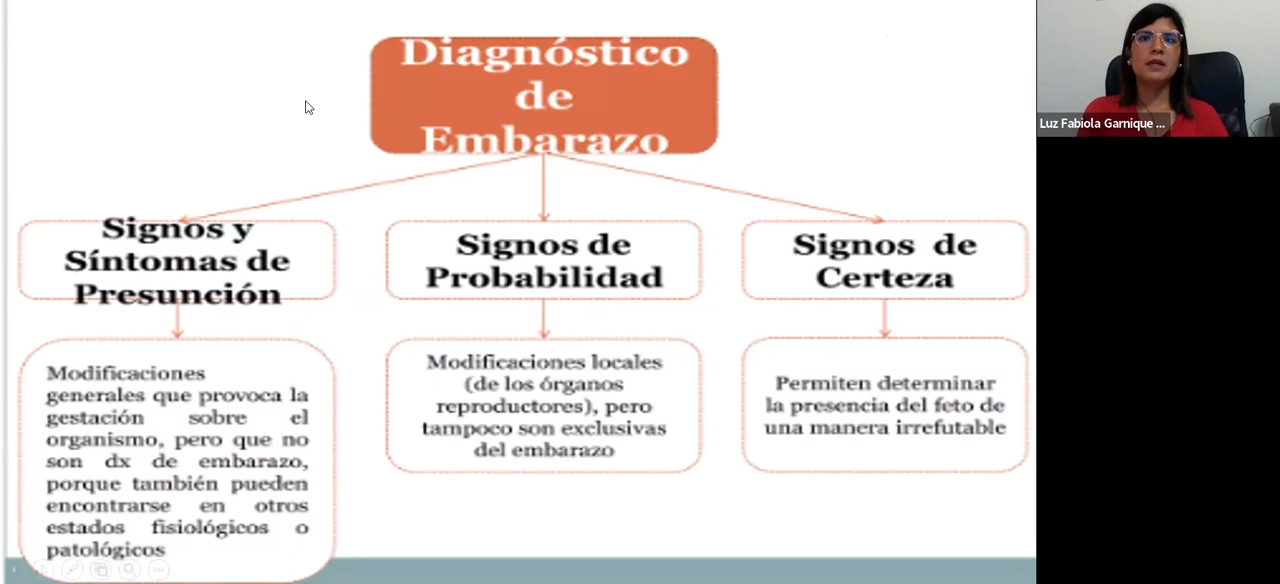 Diagnóstico
de
Embarazo
Signos y
Síntomas de
Presunción
Signos de
Probabilidad
Signos de
Certeza
Modificaciones
generales que provoca la
gestación sobre el
organismo, pero que no
son dx de embarazo,
porque también pueden
encontrarse en otros
estados fisiológicos o
patológicos
Modificaciones locales
(de los órganos
reproductores), pero
tampoco son exclusivas
del embarazo
Permiten determinar
la presencia del feto de
una manera irrefutable
Luz Fabiola Garnique ...